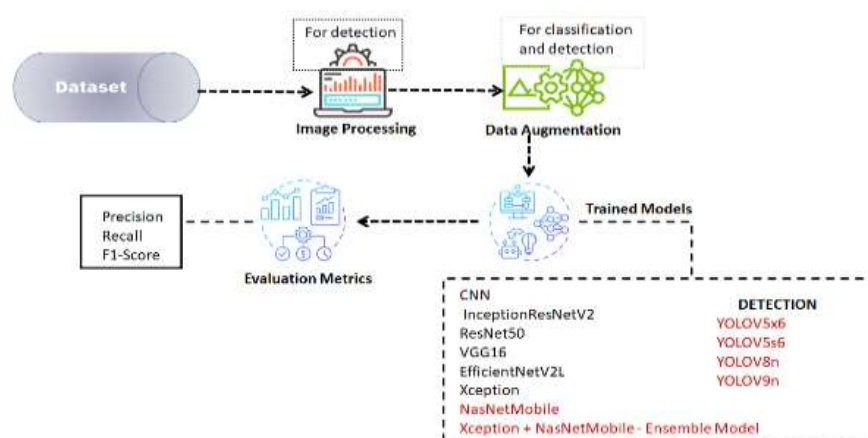 For detection
For classification
and detection
Dataset
Image Processing
Data Augmentation
Trained Models
Evaluation Metrics
Precision
Recall
F1-Score
CNN
InceptionResNetV2
ResNet50
VGG16
EfficientNetV2L
Xception
NasNetMobile
Xception + NasNetMobile - Ensemble Model
DETECTION
YOLOV5x6
YOLOV5s6
YOLOV8n
YOLOV9n